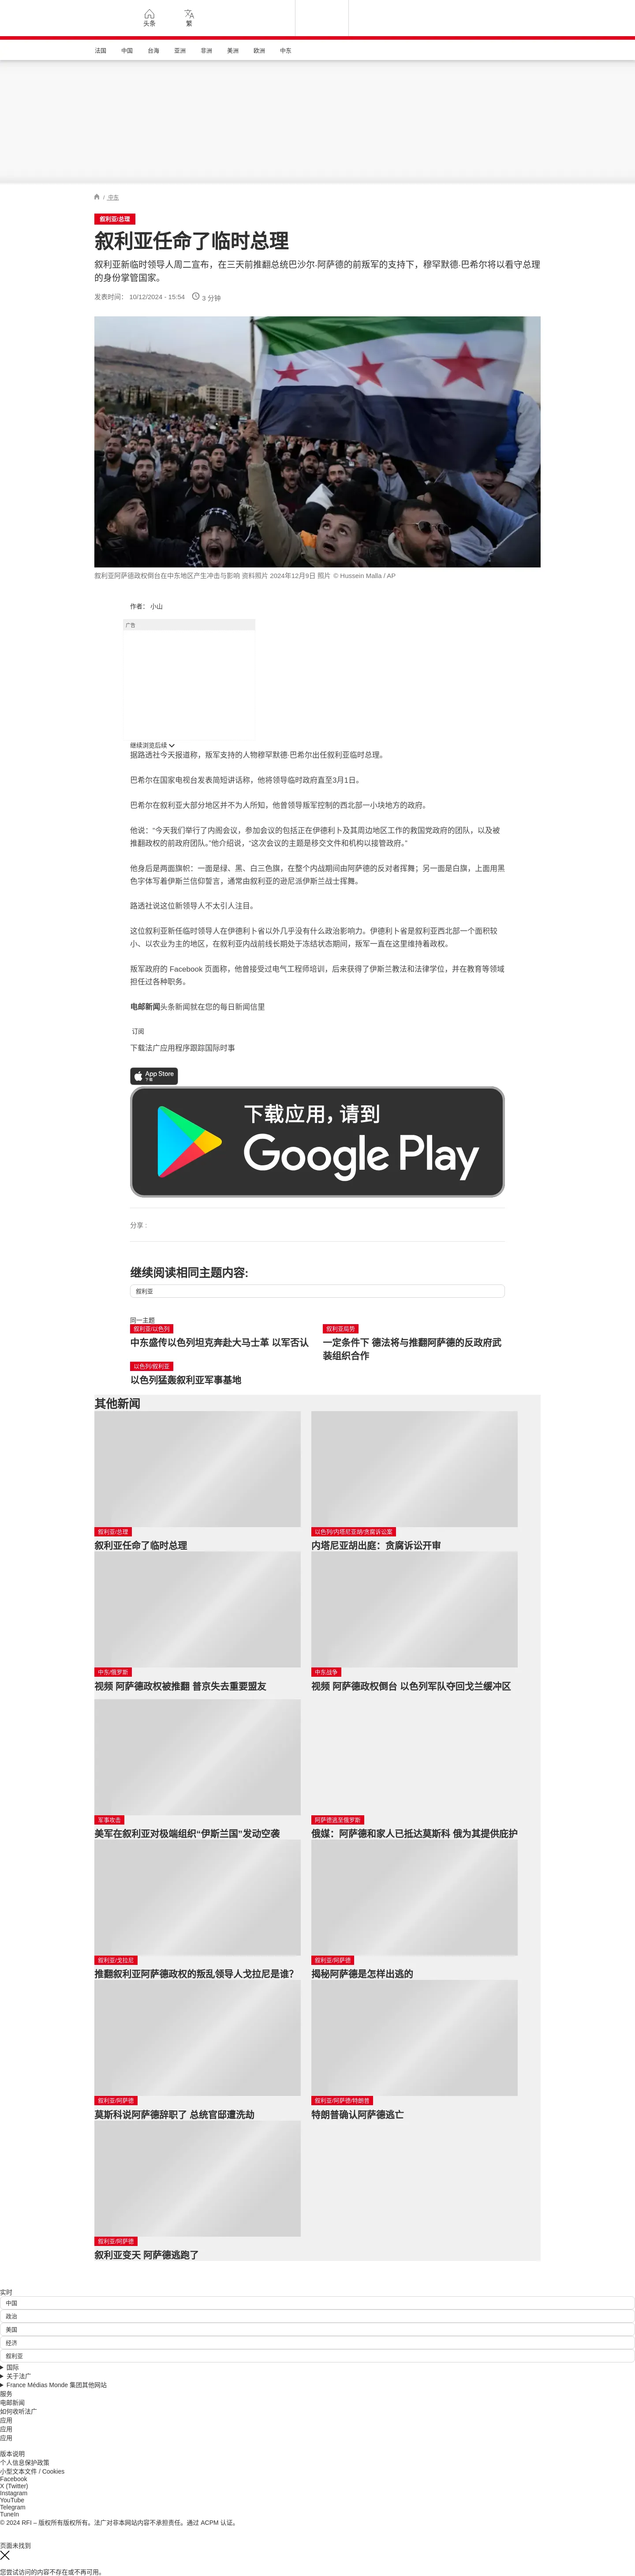 头条
繁
法国
中国
台海
亚洲
非洲
美洲
欧洲
中东
/ 中东
叙利亚/总理
叙利亚任命了临时总理
叙利亚新临时领导人周二宣布，在三天前推翻总统巴沙尔·阿萨德的前叛军的支持下，穆罕默德·巴希尔将以看守总理
的身份掌管国家。
发表时间： 10/12/2024 - 15:54
3 分钟
叙利亚阿萨德政权倒台在中东地区产生冲击与影响 资料照片 2024年12月9日 照片 © Hussein Malla / AP
作者： 小山
广告
继续浏览后续
据路透社今天报道称，叛军支持的人物穆罕默德·巴希尔出任叙利亚临时总理。
巴希尔在国家电视台发表简短讲话称，他将领导临时政府直至3月1日。
巴希尔在叙利亚大部分地区并不为人所知，他曾领导叛军控制的西北部一小块地方的政府。
他说：“今天我们举行了内阁会议，参加会议的包括正在伊德利卜及其周边地区工作的救国党政府的团队，以及被
推翻政权的前政府团队。”他介绍说，“这次会议的主题是移交文件和机构以接管政府。”
他身后是两面旗帜：一面是绿、黑、白三色旗，在整个内战期间由阿萨德的反对者挥舞；另一面是白旗，上面用黑
色字体写着伊斯兰信仰誓言，通常由叙利亚的逊尼派伊斯兰战士挥舞。
路透社说这位新领导人不太引人注目。
这位叙利亚新任临时领导人在伊德利卜省以外几乎没有什么政治影响力。伊德利卜省是叙利亚西北部一个面积较
小、以农业为主的地区，在叙利亚内战前线长期处于冻结状态期间，叛军一直在这里维持着政权。
叛军政府的 Facebook 页面称，他曾接受过电气工程师培训，后来获得了伊斯兰教法和法律学位，并在教育等领域
担任过各种职务。
电邮新闻头条新闻就在您的每日新闻信里
订阅
下载法广应用程序跟踪国际时事
App Store
下载
下载应用，请到
Google Play
分享 :
继续阅读相同主题内容:
叙利亚
同一主题
叙利亚/以色列
中东盛传以色列坦克奔赴大马士革 以军否认
叙利亚局势
一定条件下 德法将与推翻阿萨德的反政府武
装组织合作
以色列/叙利亚
以色列猛轰叙利亚军事基地
其他新闻
叙利亚/总理
叙利亚任命了临时总理
以色列/内塔尼亚胡/贪腐诉讼案
内塔尼亚胡出庭：贪腐诉讼开审
中东/俄罗斯
视频 阿萨德政权被推翻 普京失去重要盟友
中东战争
视频 阿萨德政权倒台 以色列军队夺回戈兰缓冲区
军事攻击
美军在叙利亚对极端组织“伊斯兰国”发动空袭
阿萨德逃至俄罗斯
俄媒：阿萨德和家人已抵达莫斯科 俄为其提供庇护
叙利亚/戈拉尼
推翻叙利亚阿萨德政权的叛乱领导人戈拉尼是谁？
叙利亚/阿萨德
揭秘阿萨德是怎样出逃的
叙利亚/阿萨德
莫斯科说阿萨德辞职了 总统官邸遭洗劫
叙利亚/阿萨德/特朗普
特朗普确认阿萨德逃亡
叙利亚/阿萨德
叙利亚变天 阿萨德逃跑了
实时
中国
政治
美国
经济
叙利亚
国际
关于法广
France Médias Monde 集团其他网站
服务
电邮新闻
如何收听法广
应用
应用
应用
版本说明
个人信息保护政策
小型文本文件 / Cookies
Facebook
X (Twitter)
Instagram
YouTube
Telegram
TuneIn
© 2024 RFI – 版权所有版权所有。法广对非本网站内容不承担责任。通过 ACPM 认证。
页面未找到
您尝试访问的内容不存在或不再可用。